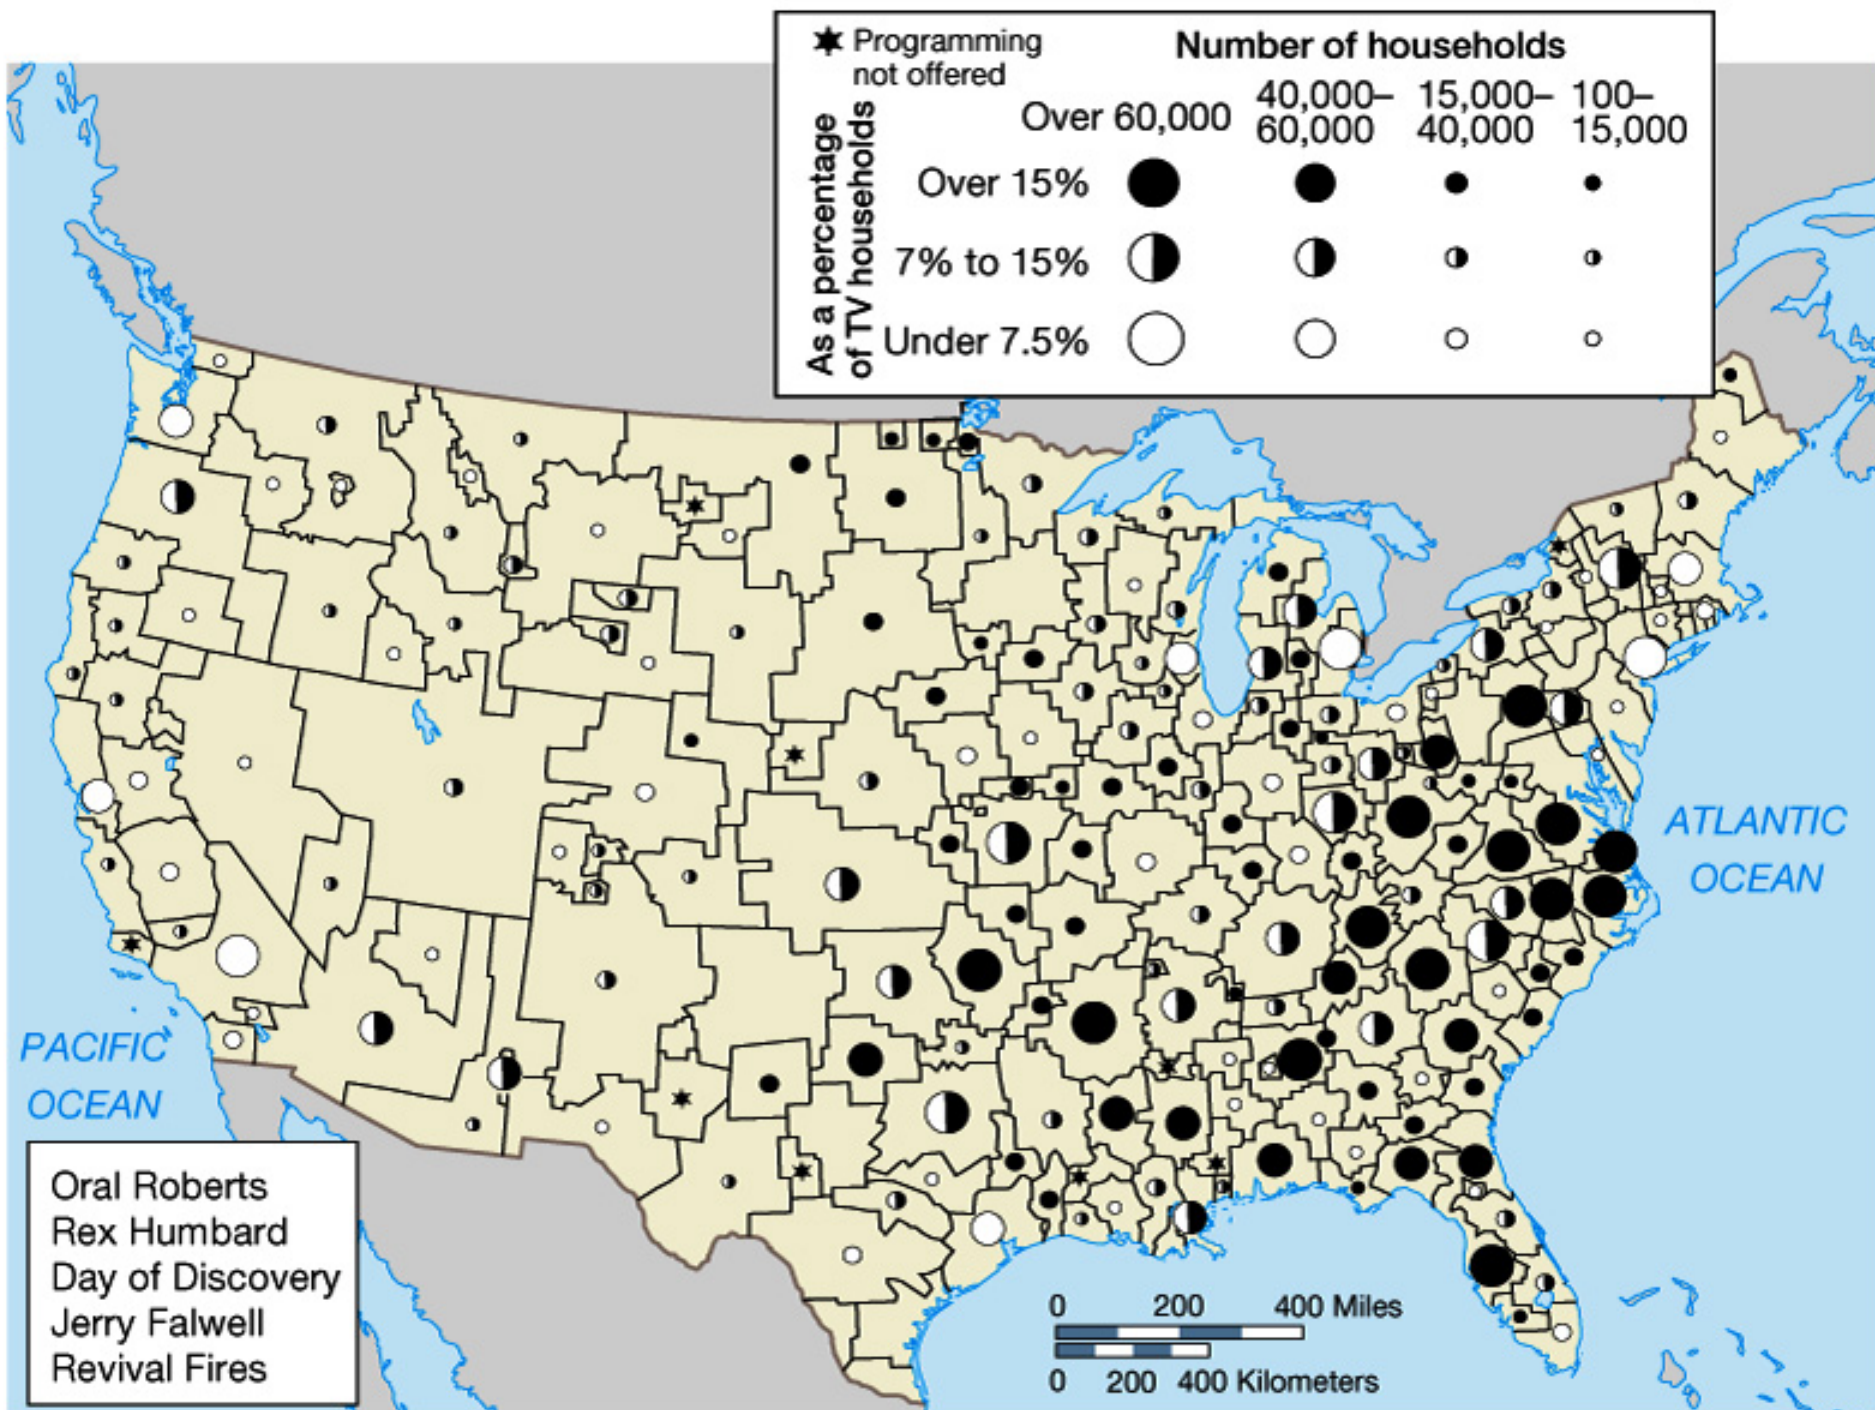 Programming
not offered
Number of households
As a percentage
of TV households
Over 60,000
40,000–
60,000
15,000–
40,000
100–
15,000
Over 15%
7% to 15%
Under 7.5%
ATLANTIC
OCEAN
PACIFIC
OCEAN
Oral Roberts
Rex Humbard
Day of Discovery
Jerry Falwell
Revival Fires
0 200 400 Miles
0 200 400 Kilometers